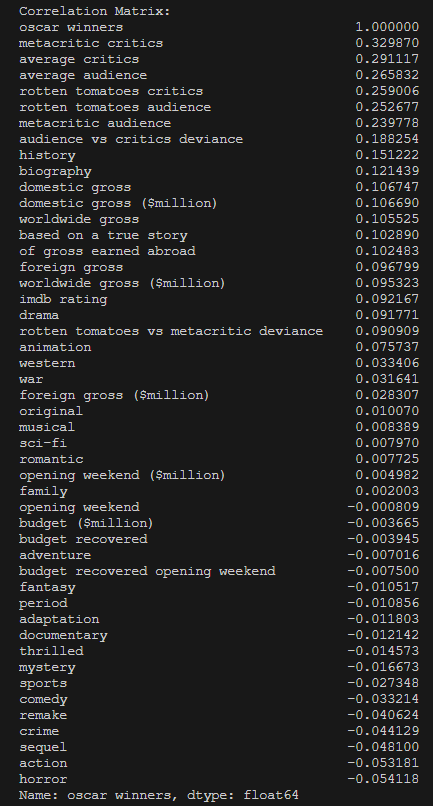 Correlation Matrix:
oscar winners 1.000000
metacritic critics 0.329870
average critics 0.291117
average audience 0.265832
rotten tomatoes critics 0.259006
rotten tomatoes audience 0.252677
metacritic audience 0.239778
audience vs critics deviance 0.188254
history 0.151222
biography 0.121439
domestic gross 0.106747
domestic gross ($million) 0.106690
worldwide gross 0.105525
based on a true story 0.102890
of gross earned abroad 0.102483
foreign gross 0.096799
worldwide gross ($million) 0.095323
imdb rating 0.092167
drama 0.091771
rotten tomatoes vs metacritic deviance 0.090909
animation 0.075737
western 0.033406
war 0.031641
foreign gross ($million) 0.028307
original 0.010070
musical 0.008389
sci-fi 0.007970
romantic 0.007725
opening weekend ($million) 0.004982
family 0.002003
opening weekend -0.000809
budget ($million) -0.003665
budget recovered -0.003945
adventure -0.007016
budget recovered opening weekend -0.007500
fantasy -0.010517
period -0.010856
adaptation -0.011803
documentary -0.012142
thrilled -0.014573
mystery -0.016673
sports -0.027348
comedy -0.033214
remake -0.040624
crime -0.044129
sequel -0.048100
action -0.053181
horror -0.054118
Name: oscar winners, dtype: float64